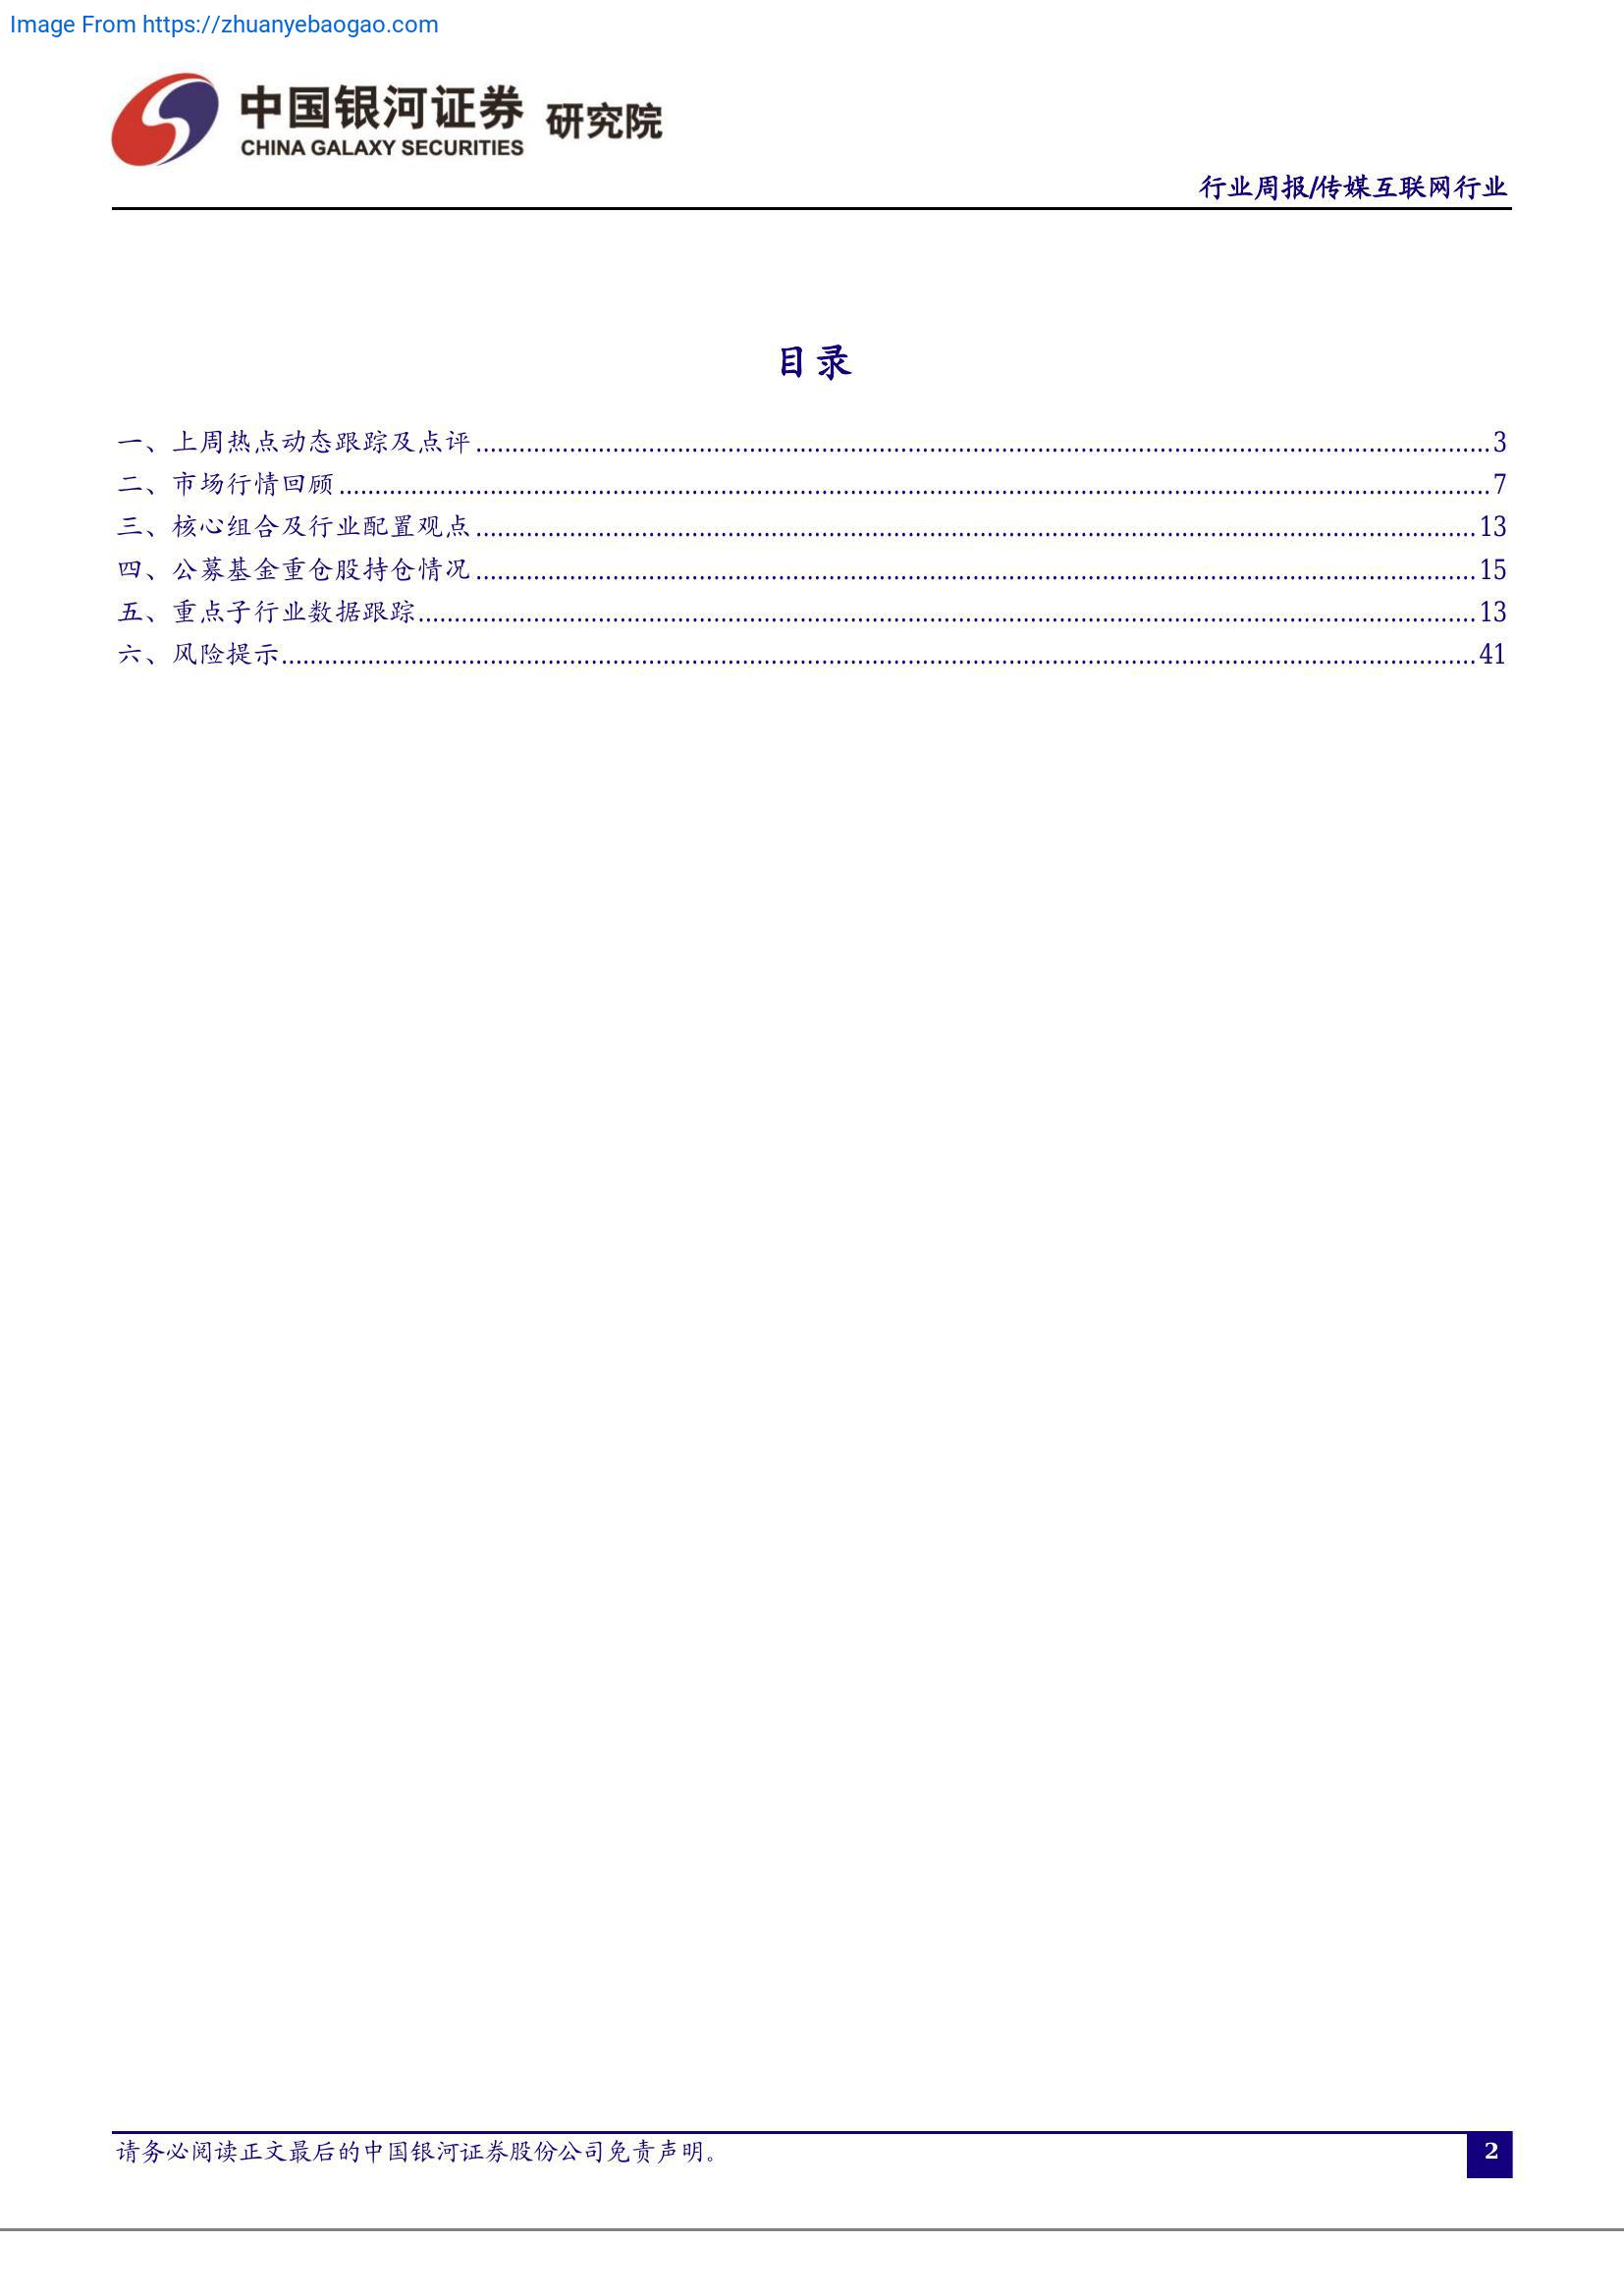 Image From https://zhuanyebaogao.com
中国银河证券 研究院
CHINA GALAXY SECURITIES
行业周报/传媒互联网行业
目录
一、上周热点动态跟踪及点评 3
二、市场行情回顾 7
三、核心组合及行业配置观点 13
四、公募基金重仓股持仓情况 15
五、重点子行业数据跟踪 13
六、风险提示 41
请务必阅读正文最后的中国银河证券股份公司免责声明。
2